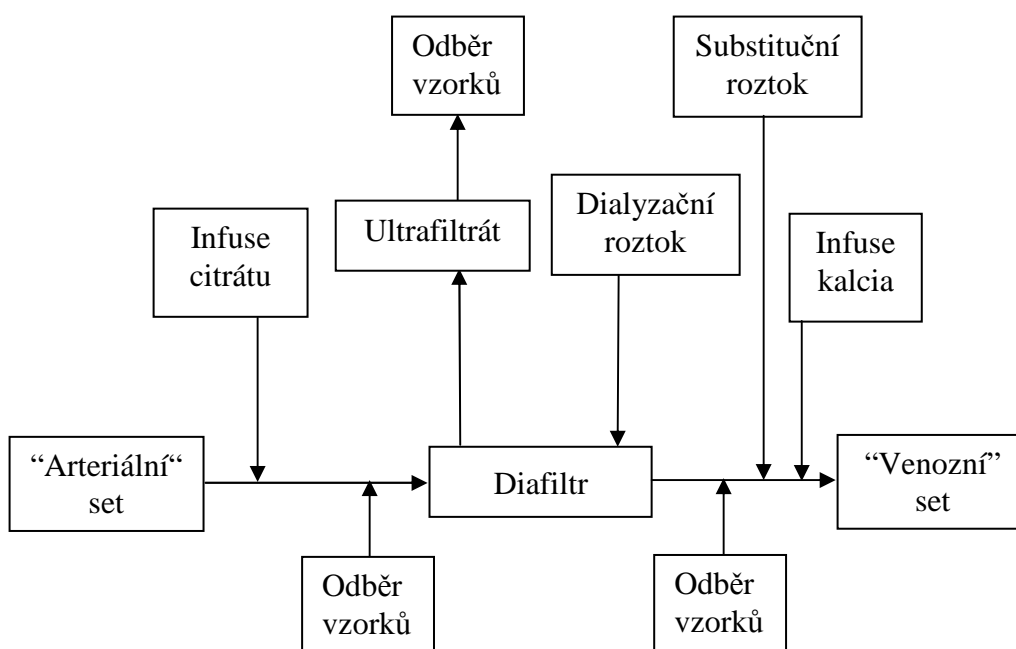 Odběr
vzorků
Substituční
roztok
Infuse
citrátu
Ultrafiltrát
Dialyzační
roztok
Infuse
kalcia
“Arteriální“
set
Diafiltr
“Venozní”
set
Odběr
vzorků
Odběr
vzorků